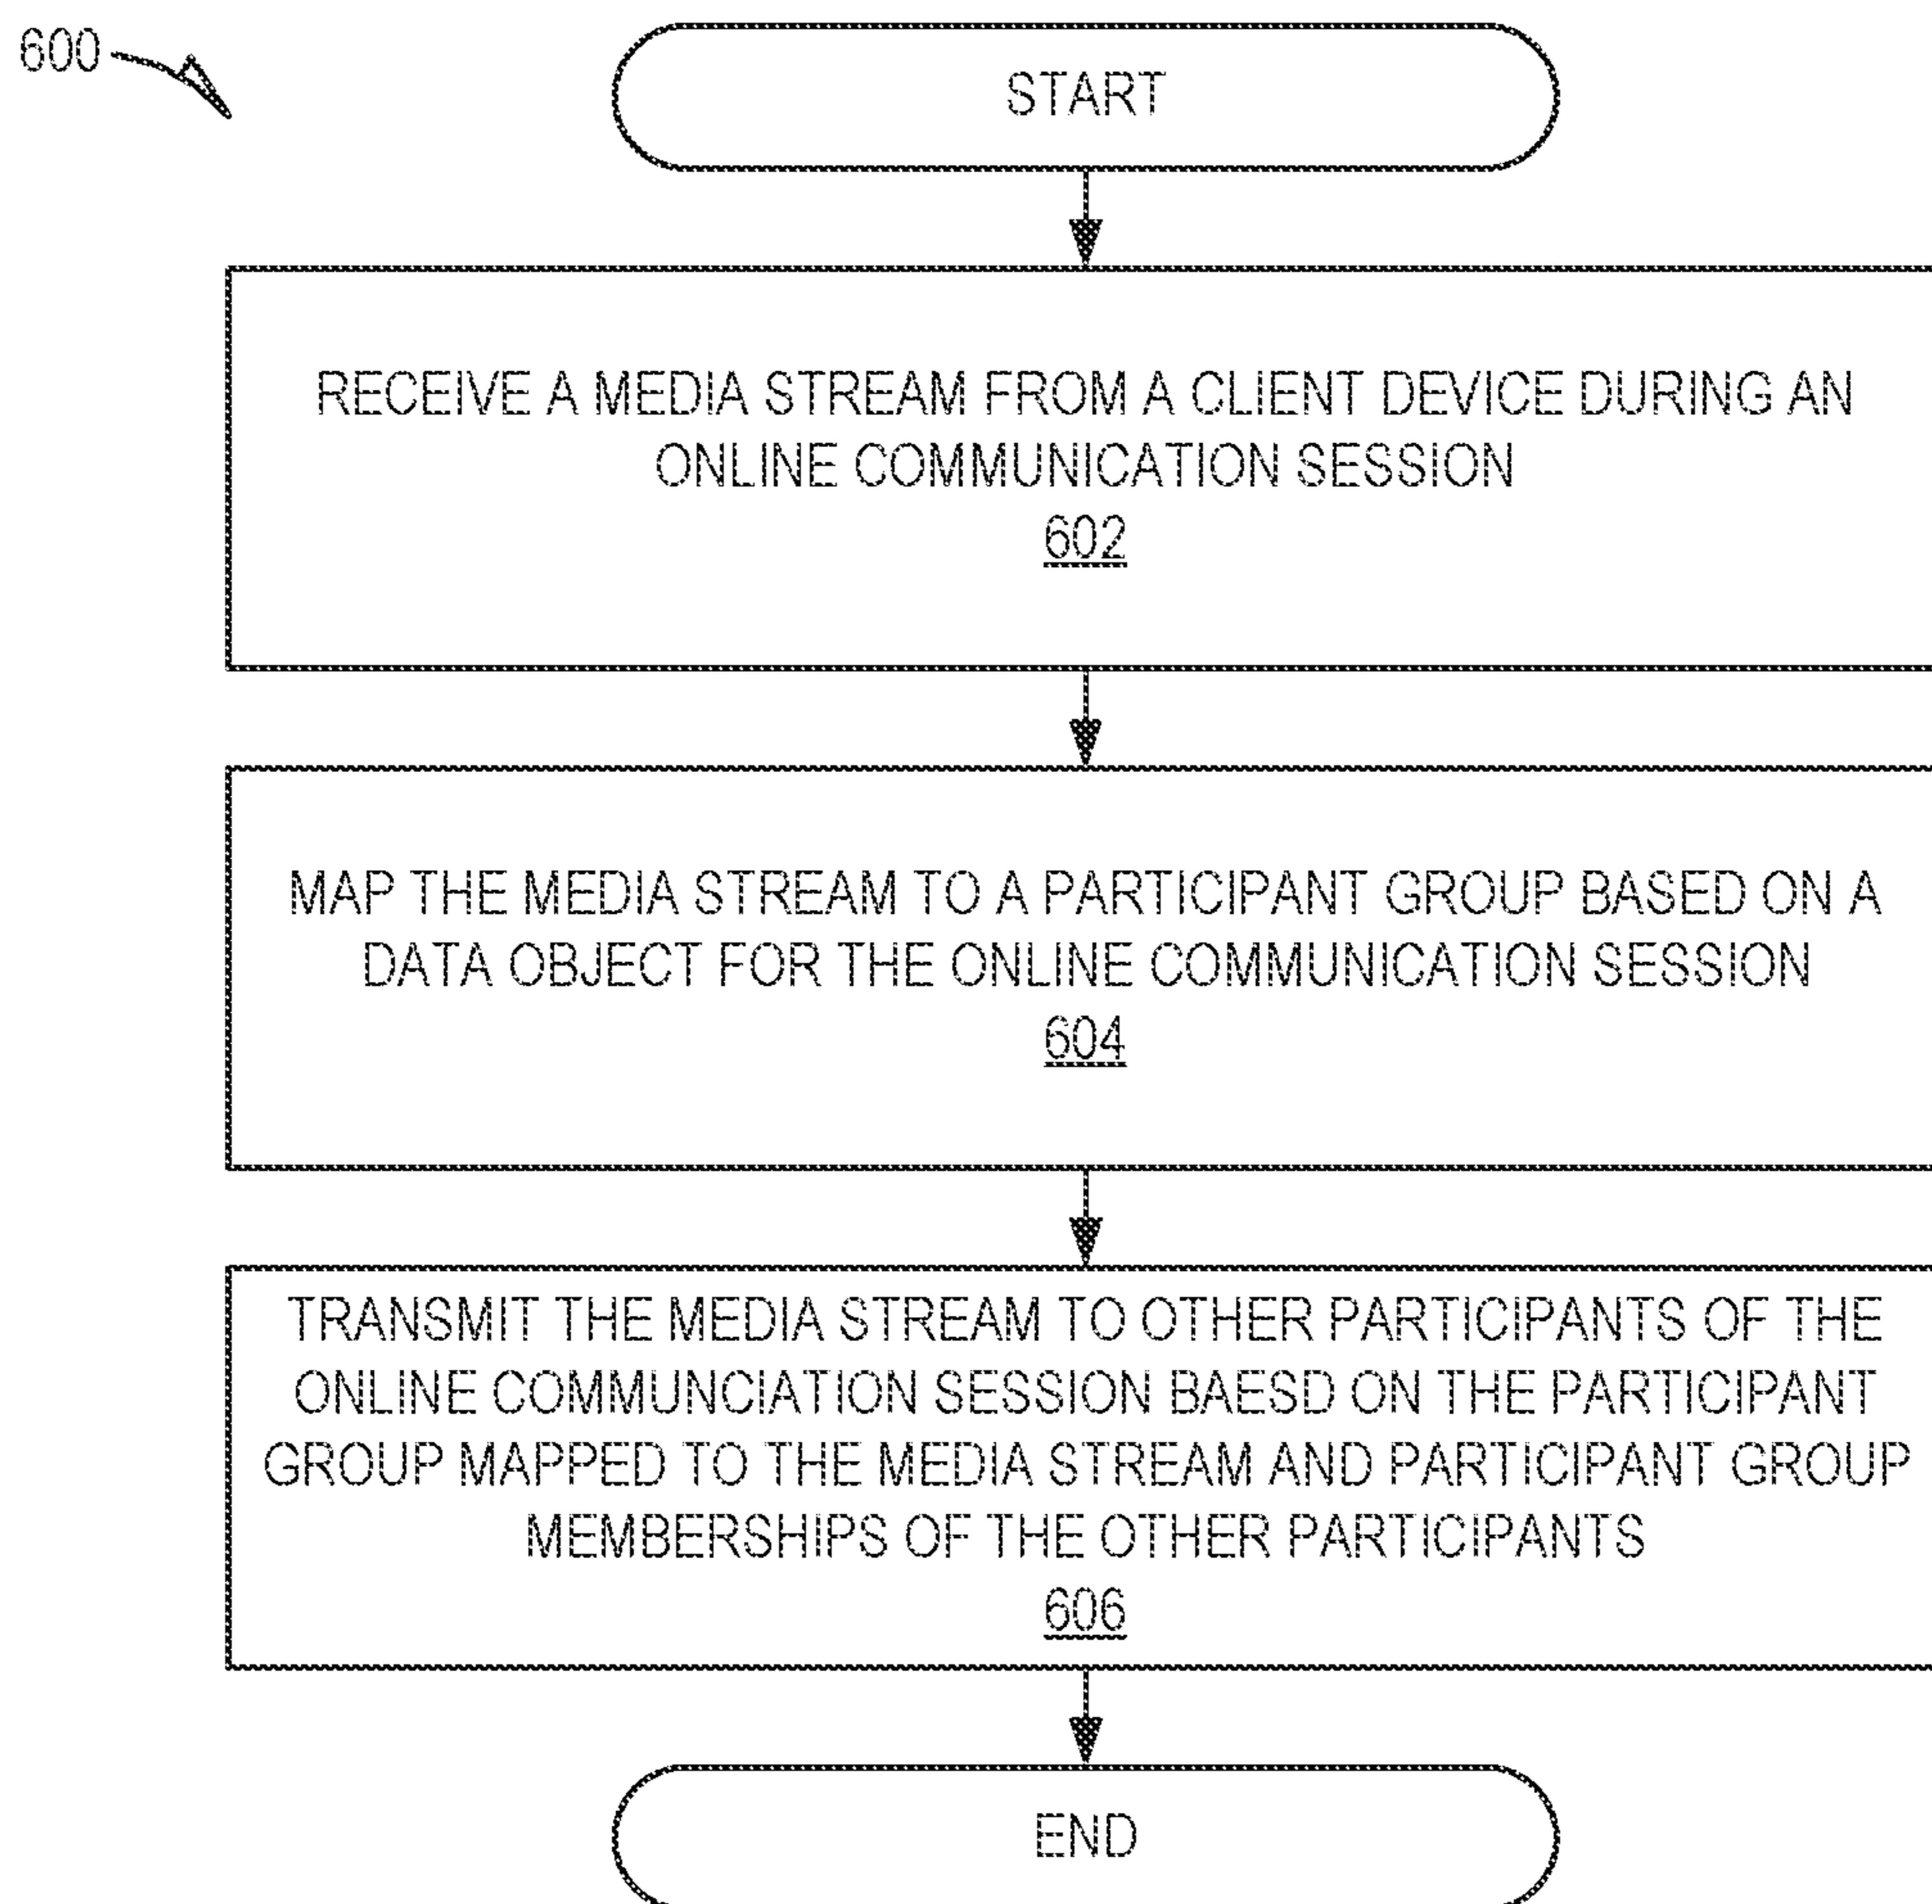 600
START
RECEIVE A MEDIA STREAM FROM A CLIENT DEVICE DURING AN
ONLINE COMMUNICATION SESSION
602
MAP THE MEDIA STREAM TO A PARTICIPANT GROUP BASED ON A
DATA OBJECT FOR THE ONLINE COMMUNICATION SESSION
604
TRANSMIT THE MEDIA STREAM TO OTHER PARTICIPANTS OF THE
ONLINE COMMUNCIATION SESSION BAESD ON THE PARTICIPANT
GROUP MAPPED TO THE MEDIA STREAM AND PARTICIPANT GROUP
MEMBERSHIPS OF THE OTHER PARTICIPANTS
606
END